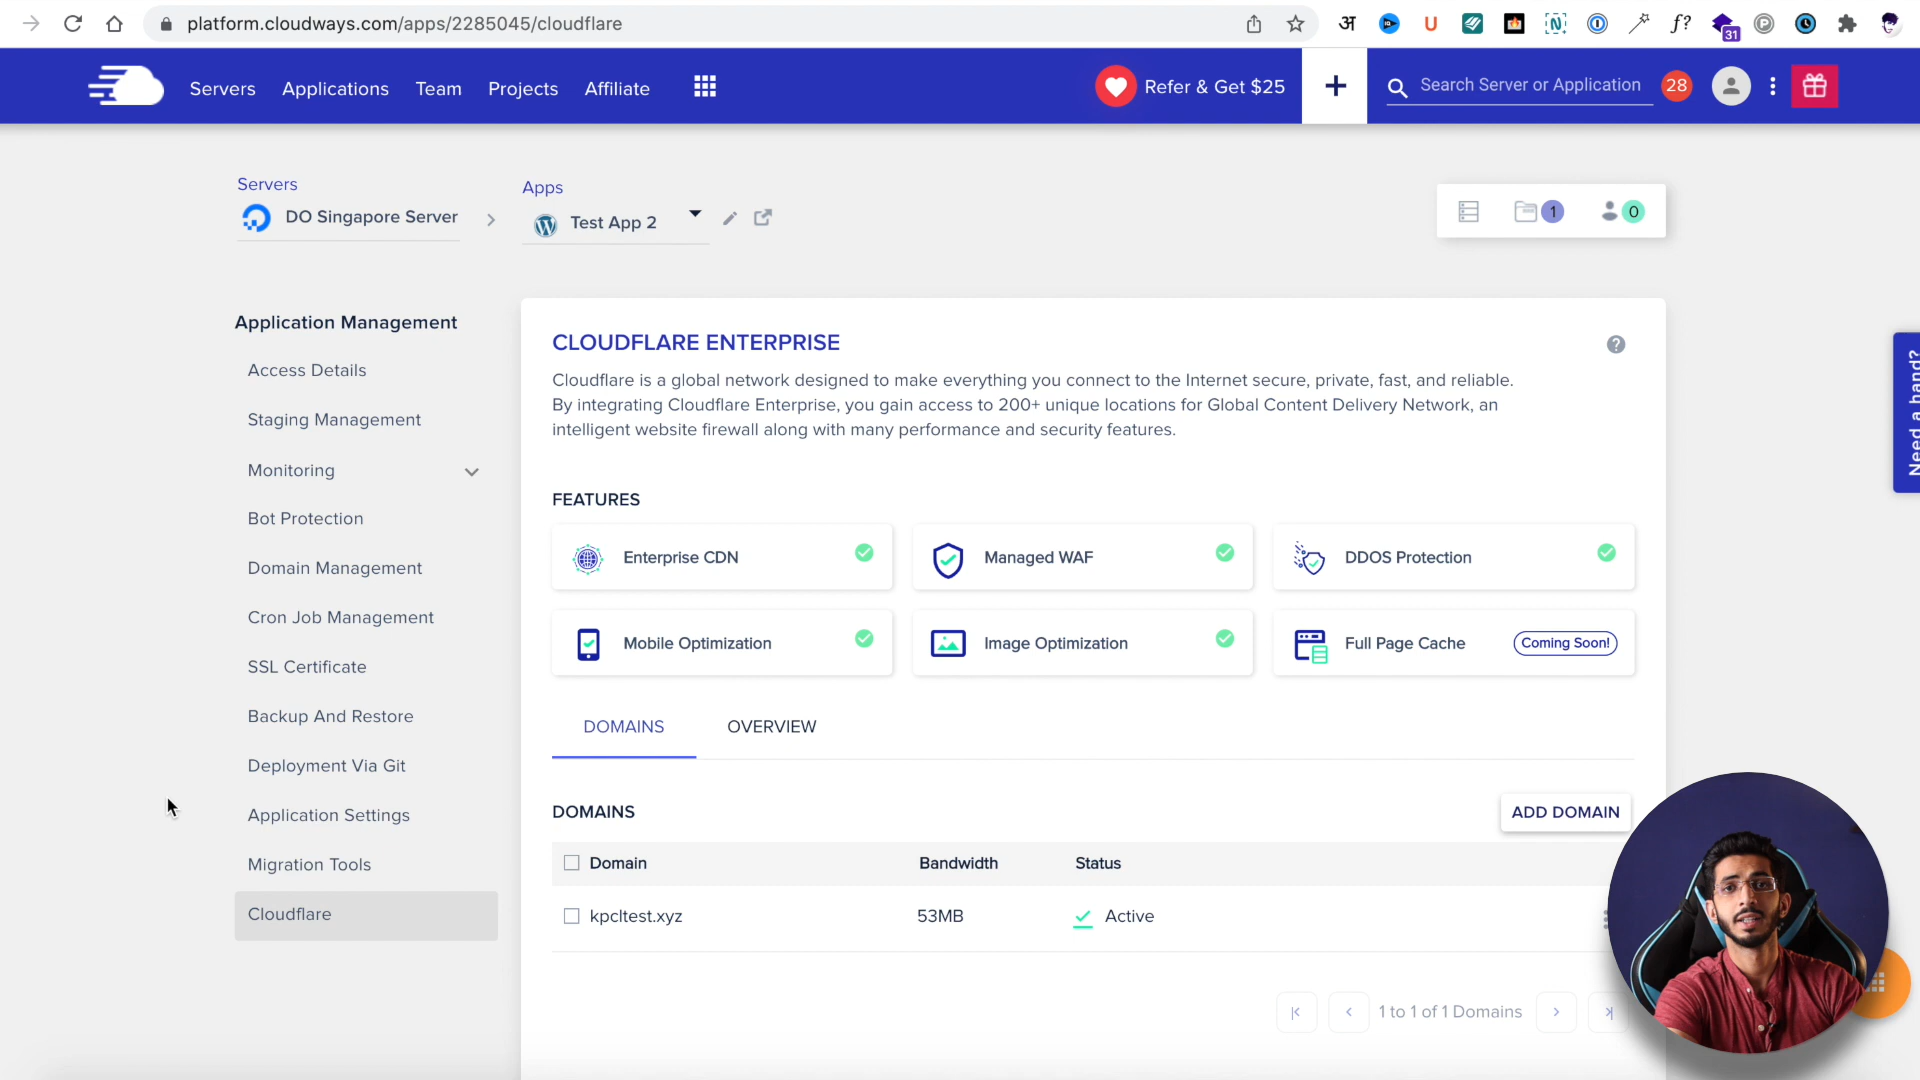 platform.cloudways.com/apps/2285045/cloudflare
अ
U
N
f?
31
P
Servers
Applications
Team
Projects
Affiliate
Refer & Get $25
+
Search Server or Application
28
Servers
DO Singapore Server
Apps
Test App 2
1
0
Application Management
Access Details
Staging Management
Monitoring
Bot Protection
Domain Management
Cron Job Management
SSL Certificate
Backup And Restore
Deployment Via Git
Application Settings
Migration Tools
Cloudflare
CLOUDFLARE ENTERPRISE
?
Cloudflare is a global network designed to make everything you connect to the Internet secure, private, fast, and reliable.
By integrating Cloudflare Enterprise, you gain access to 200+ unique locations for Global Content Delivery Network, an
intelligent website firewall along with many performance and security features.
FEATURES
Enterprise CDN
Managed WAF
DDOS Protection
Mobile Optimization
Image Optimization
Full Page Cache
Coming Soon!
DOMAINS
OVERVIEW
DOMAINS
ADD DOMAIN
Domain
Bandwidth
Status
kpcltest.xyz
53MB
Active
1 to 1 of 1 Domains
Need a hand?